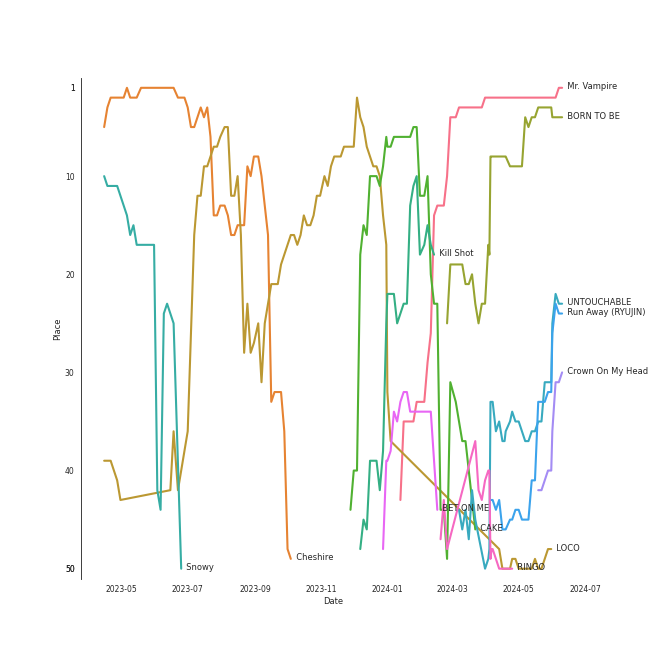 1
Mr. Vampire
BORN TO BE
10
Kill Shot
20
UNTOUCHABLE
Run Away (RYUJIN)
Place
30
Crown On My Head
40
BET ON ME
CAKE
LOCO
Cheshire
50
Snowy
RINGO
2023-05
2023-07
2023-09
2023-11
2024-01
2024-03
2024-05
2024-07
Date